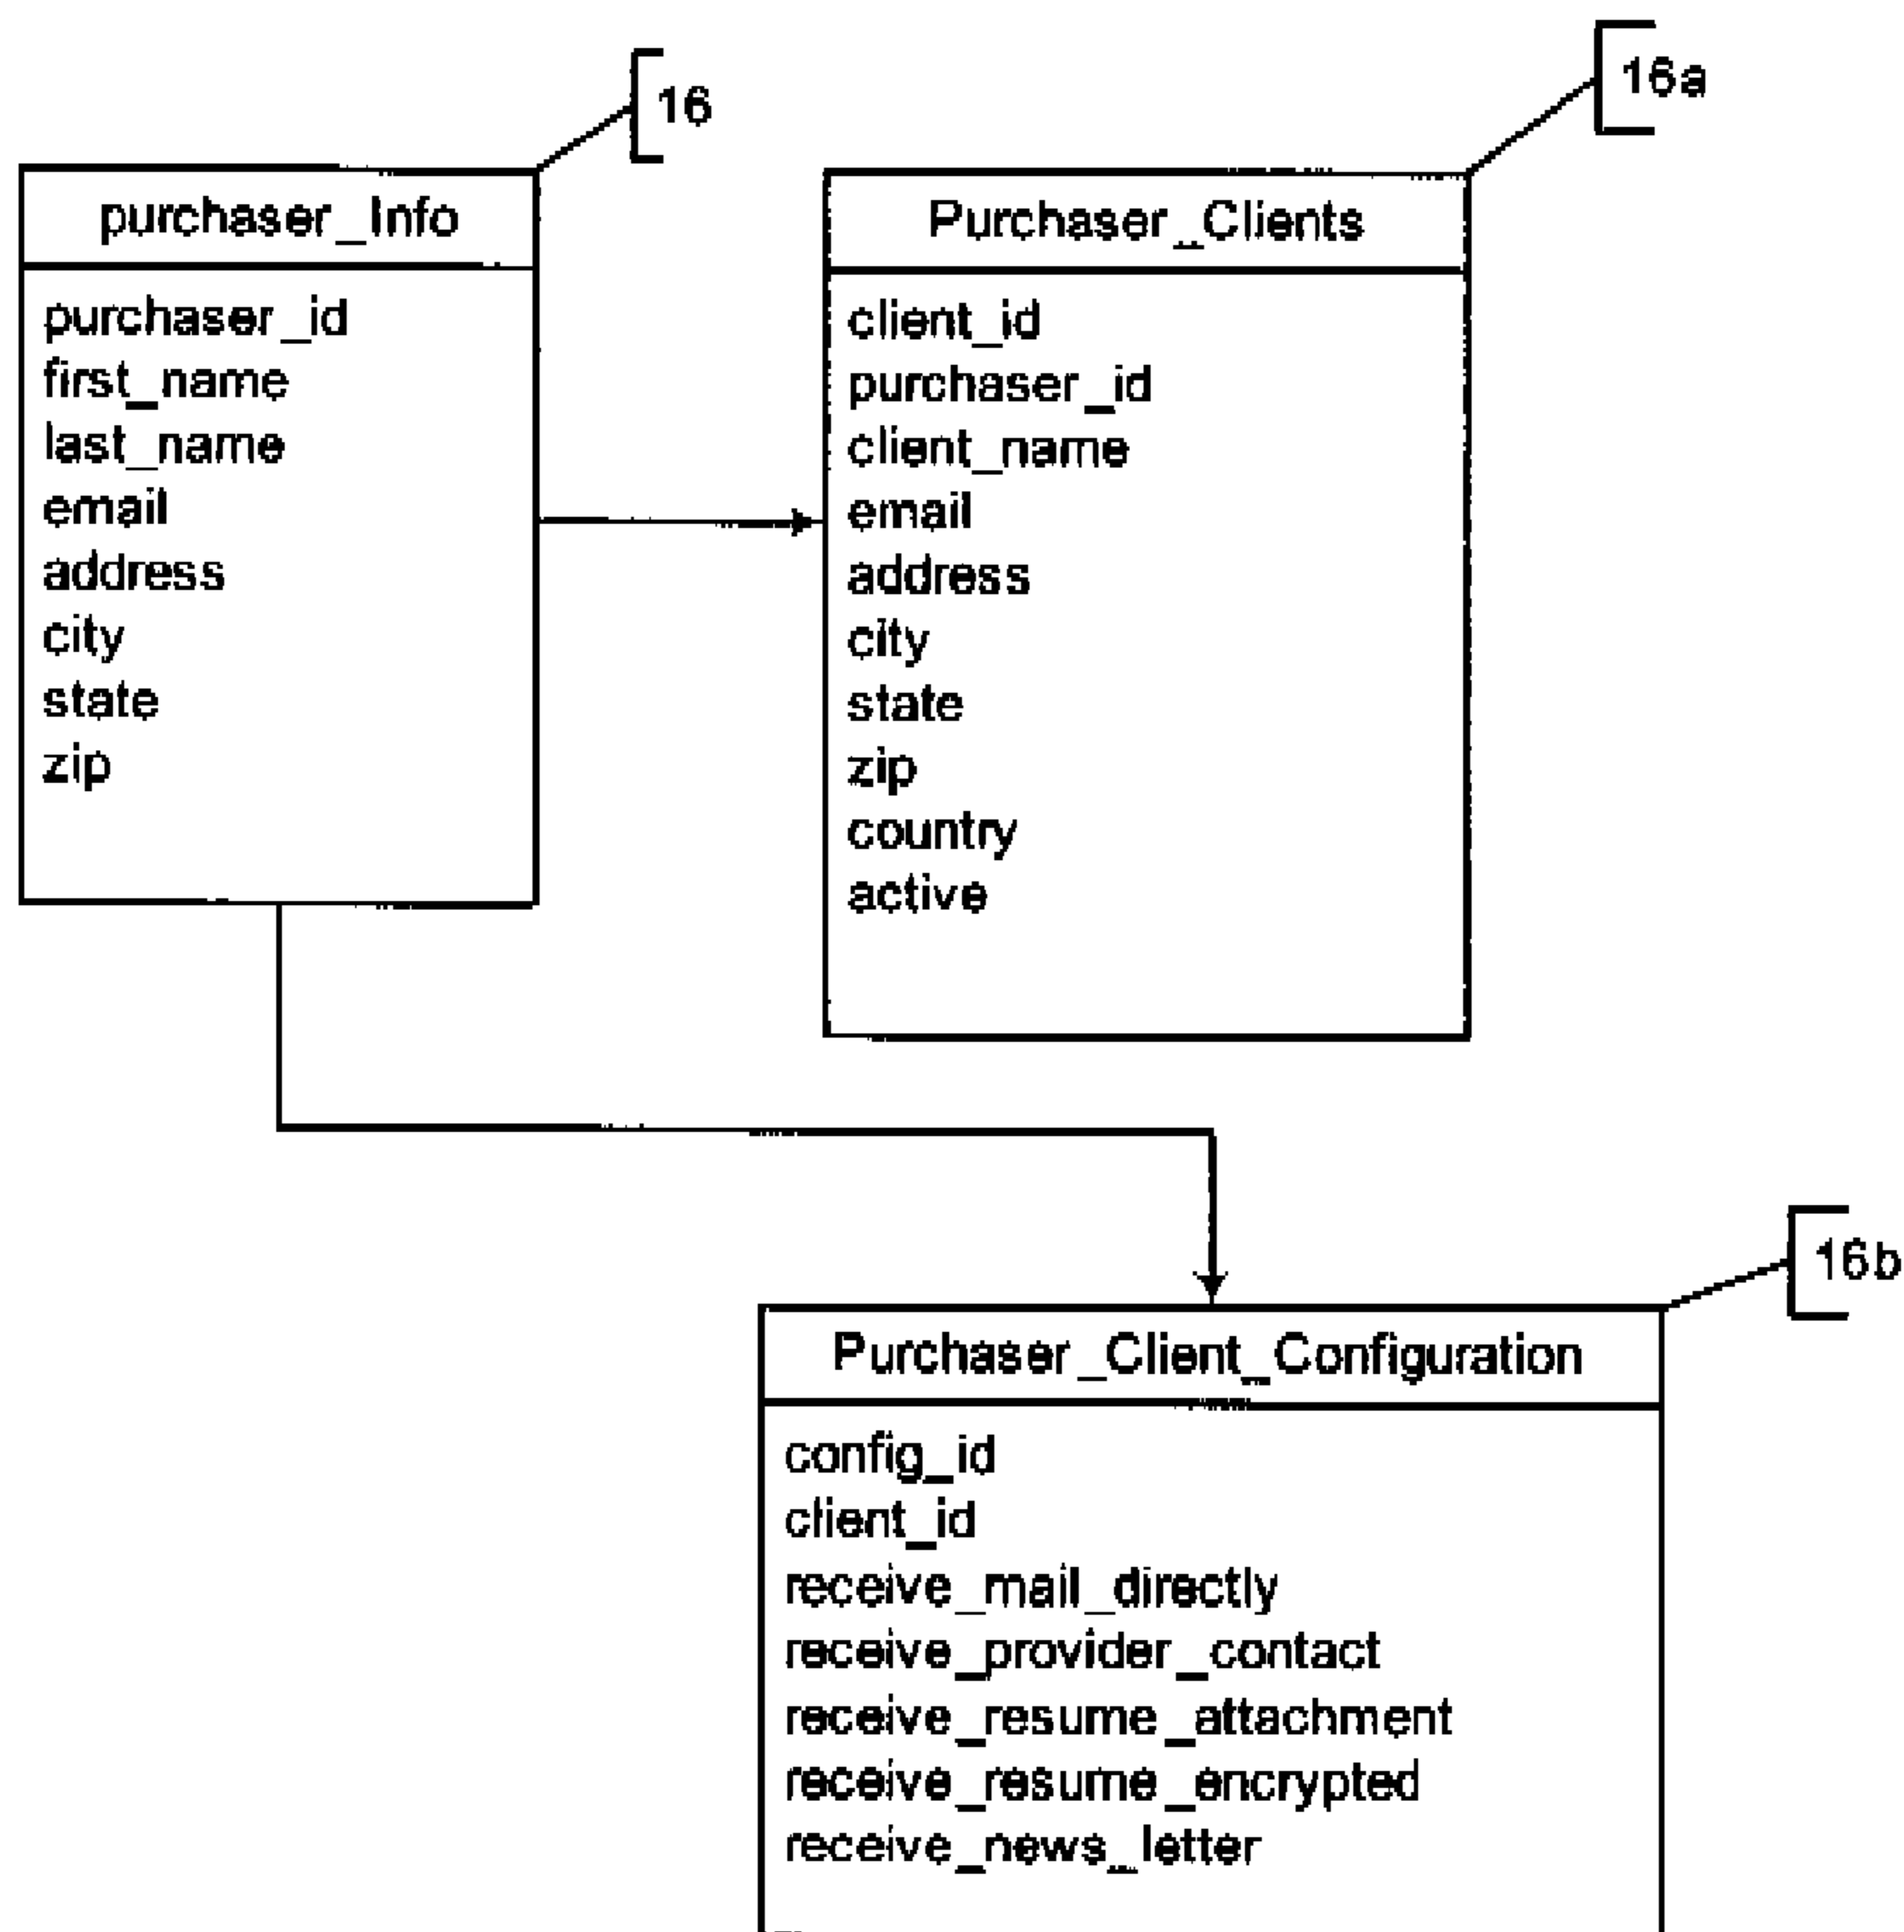 16
16a
purchaser_Info
purchaser_id
first_name
last_name
email
address
city
state
zip
Purchaser_Clients
client_id
purchaser_id
client_name
email
address
city
state
zip
country
active
16b
Purchaser_Client_Configuration
config_id
client_id
receive_mail_directly
receive_provider_contact
receive_resume_attachment
receive_resume_encrypted
receive_news_letter